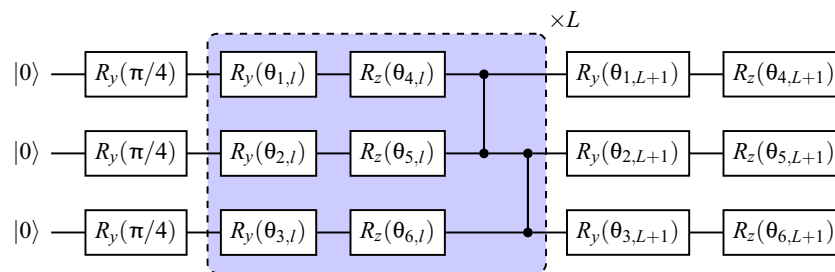 ×L
|0⟩ R_y(π/4) R_y(θ_{1,l}) R_z(θ_{4,l}) R_y(θ_{1,L+1}) R_z(θ_{4,L+1})
|0⟩ R_y(π/4) R_y(θ_{2,l}) R_z(θ_{5,l}) R_y(θ_{2,L+1}) R_z(θ_{5,L+1})
|0⟩ R_y(π/4) R_y(θ_{3,l}) R_z(θ_{6,l}) R_y(θ_{3,L+1}) R_z(θ_{6,L+1})